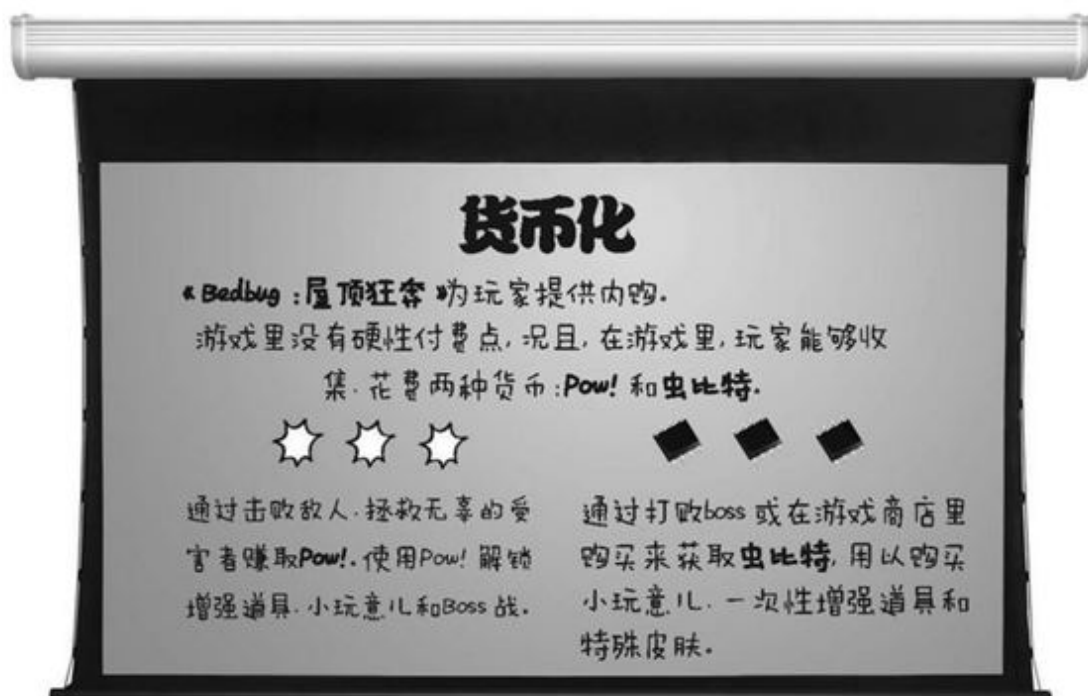 货币化
《Bedbug:屋顶狂奔》为玩家提供内购.
游戏里没有硬性付费点,况且,在游戏里,玩家能够收
集、花费两种货币:Pow! 和虫比特.
通过击败敌人、拯救无辜的受
害者赚取Pow!.使用Pow! 解锁
增强道具、小玩意儿和Boss 战。
通过打败boss 或在游戏商店里
购买来获取虫比特,用以购买
小玩意儿、一次性增强道具和
特殊皮肤。